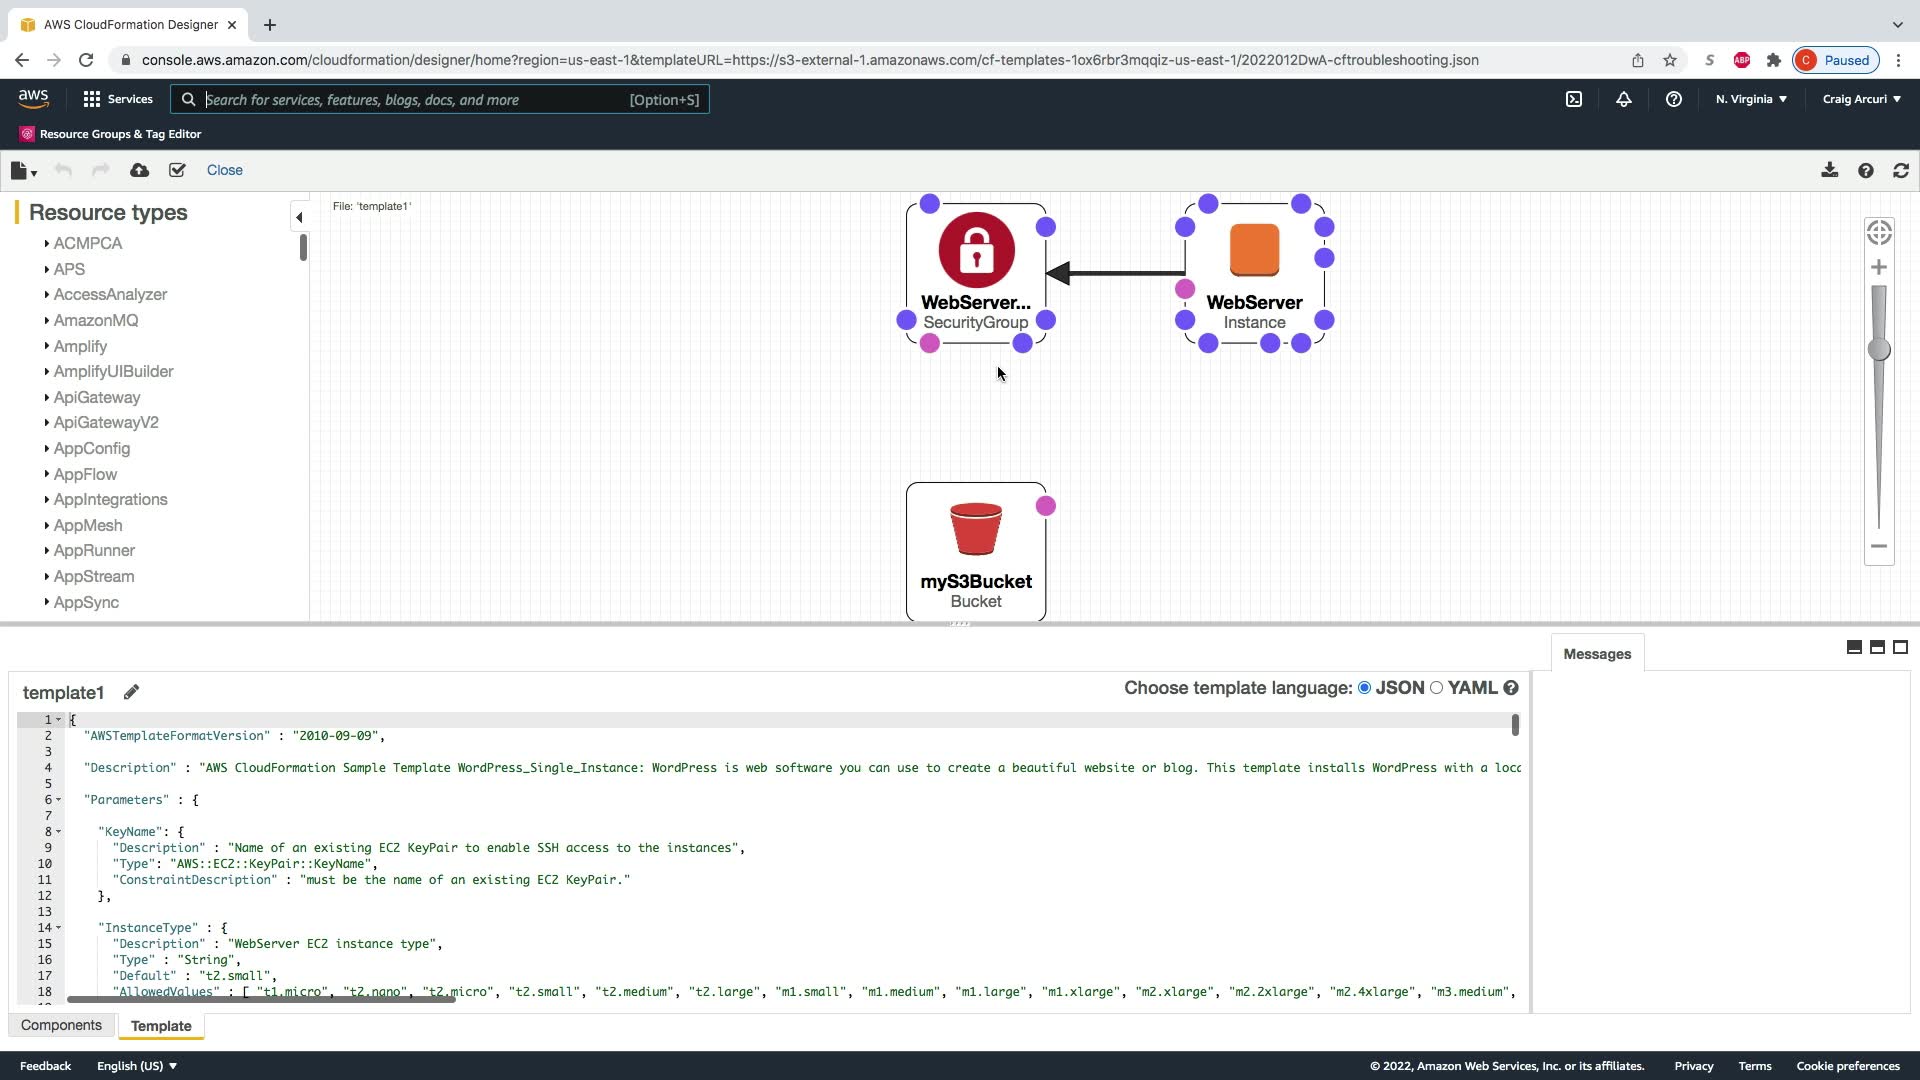 AWS CloudFormation Designer
console.aws.amazon.com/cloudformation/designer/home?region=us-east-1&templateURL=https://s3-external-1.amazonaws.com/cf-templates-1ox6rbr3mqqiz-us-east-1/2022012DwA-cftroubleshooting.json
S
ABP
C Paused
aws
Services
Search for services, features, blogs, docs, and more [Option+S]
N. Virginia
Craig Arcuri
Resource Groups & Tag Editor
Close
Resource types
ACMPCA
APS
AccessAnalyzer
AmazonMQ
Amplify
AmplifyUIBuilder
ApiGateway
ApiGatewayV2
AppConfig
AppFlow
AppIntegrations
AppMesh
AppRunner
AppStream
AppSync
File: 'template1'
WebServer...
SecurityGroup
WebServer
Instance
myS3Bucket
Bucket
Messages
template1
Choose template language: JSON YAML
1 {
2 "AWSTemplateFormatVersion" : "2010-09-09",
3
4 "Description" : "AWS CloudFormation Sample Template WordPress_Single_Instance: WordPress is web software you can use to create a beautiful website or blog. This template installs WordPress with a loc
5
6 "Parameters" : {
7
8 "KeyName": {
9 "Description" : "Name of an existing EC2 KeyPair to enable SSH access to the instances",
10 "Type": "AWS::EC2::KeyPair::KeyName",
11 "ConstraintDescription" : "must be the name of an existing EC2 KeyPair."
12 },
13
14 "InstanceType" : {
15 "Description" : "WebServer EC2 instance type",
16 "Type" : "String",
17 "Default" : "t2.small",
18 "AllowedValues" : [ "t1.micro", "t2.nano", "t2.micro", "t2.small", "t2.medium", "t2.large", "m1.small", "m1.medium", "m1.large", "m1.xlarge", "m2.xlarge", "m2.2xlarge", "m2.4xlarge", "m3.medium",
Components
Template
Feedback
English (US)
© 2022, Amazon Web Services, Inc. or its affiliates.
Privacy
Terms
Cookie preferences